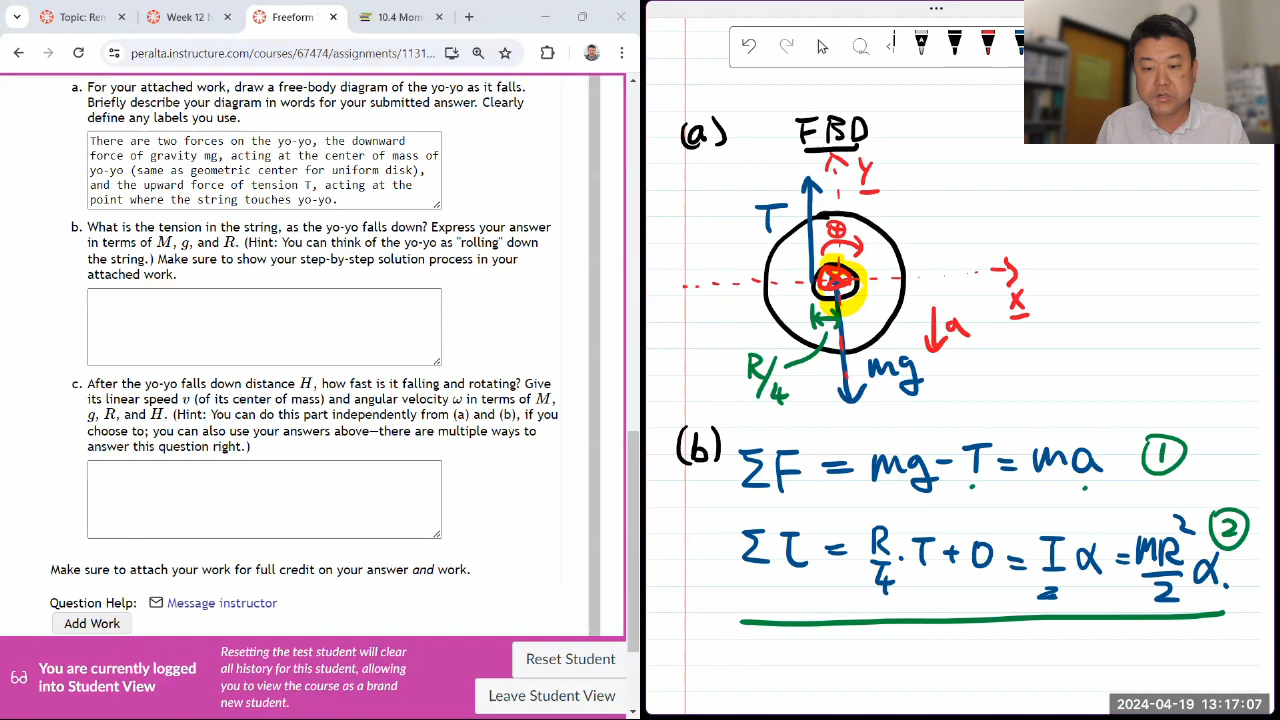 Topic: Rem
Week 12 N
Freeform
10.4 Mom
peralta.instructure.com/courses/67471/assignments/1131...
a. For your attached work, draw a free-body diagram of the yo-yo as it falls.
Briefly describe your diagram in words for your submitted answer. Clearly
define any labels you use.
There are two forces on the yo-yo, the downward
force of gravity mg, acting at the center of mass of
yo-yo (same as geometric center for uniform disk),
and the upward force of tension T, acting at the
point where the string touches yo-yo.
b. What is the tension in the string, as the yo-yo falls down? Express your answer
in terms of M, g, and R. (Hint: You can think of the yo-yo as "rolling" down
the string.) Make sure to show your step-by-step solution process in your
attached work.
c. After the yo-yo falls down distance H, how fast is it falling and rotating? Give
its linear speed v (of its center of mass) and angular velocity ω in terms of M,
g, R, and H. (Hint: You can do this part independently from (a) and (b), if you
choose to; you can also use your answers above—there are multiple ways to
answer this question right.)
Make sure to attach your work for full credit on your answer and work.
Question Help: Message instructor
Add Work
You are currently logged
into Student View
Resetting the test student will clear
all history for this student, allowing
you to view the course as a brand
new student.
Reset Student
Leave Student View
(a) FBD
y
T
⊕
x
a
R/4
mg
(b) ΣF = mg - T = ma ①
Στ = R/4 · T + 0 = I_z α = MR²/2 α ②
2024-04-19 13:17:07